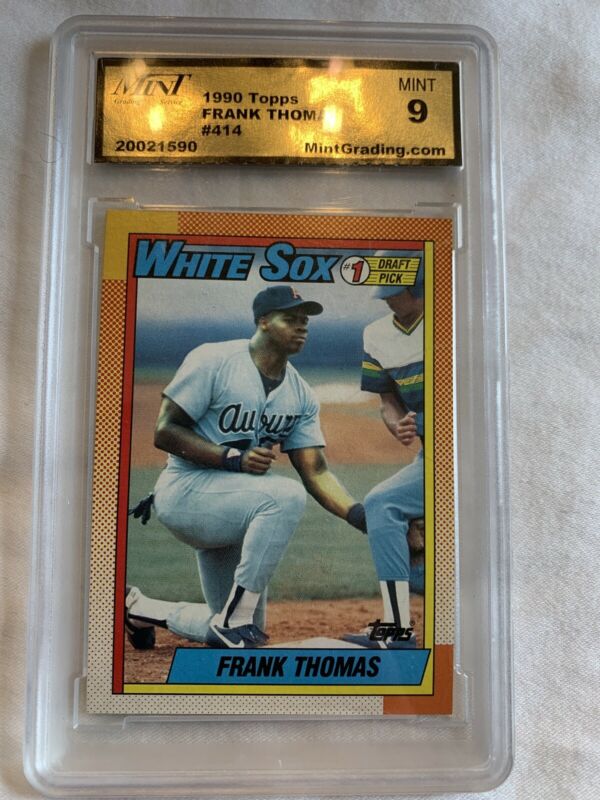 MINT
Grading Service
20021590
1990 Topps
FRANK THOMA
#414
MINT
9
MintGrading.com
WHITE SOX
#1 DRAFT
PICK
Auburn
TOPPS
FRANK THOMAS